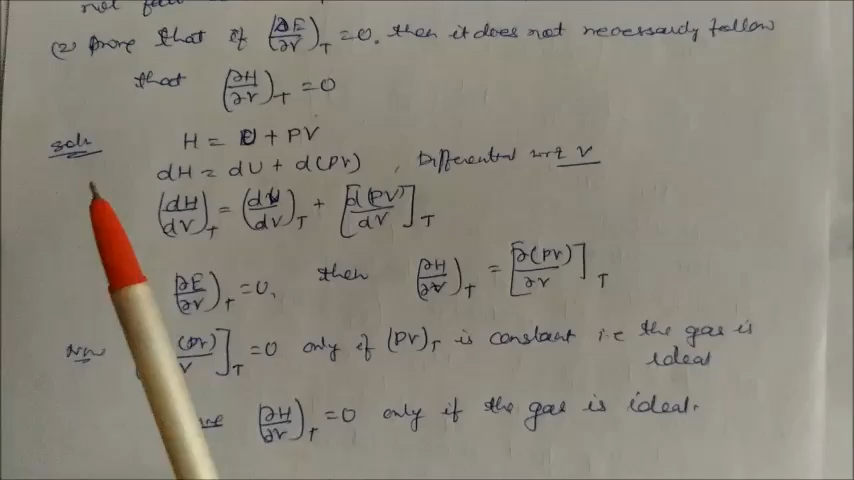 (2) Prove that if (∂E/∂V)_T = 0. then it does not necessarily follow
that (∂H/∂V)_T = 0
Soln H = U + PV
dH = dU + d(PV) , Differential w.r.t V
(dH/dV)_T = (dU/dV)_T + [d(PV)/dV]_T
(∂E/∂V)_T = 0, then (∂H/∂V)_T = [∂(PV)/∂V]_T
Now (PV)/V]_T = 0 only if (PV)_T is constant i.e the gas is
ideal
(∂H/∂V)_T = 0 only if the gas is ideal.